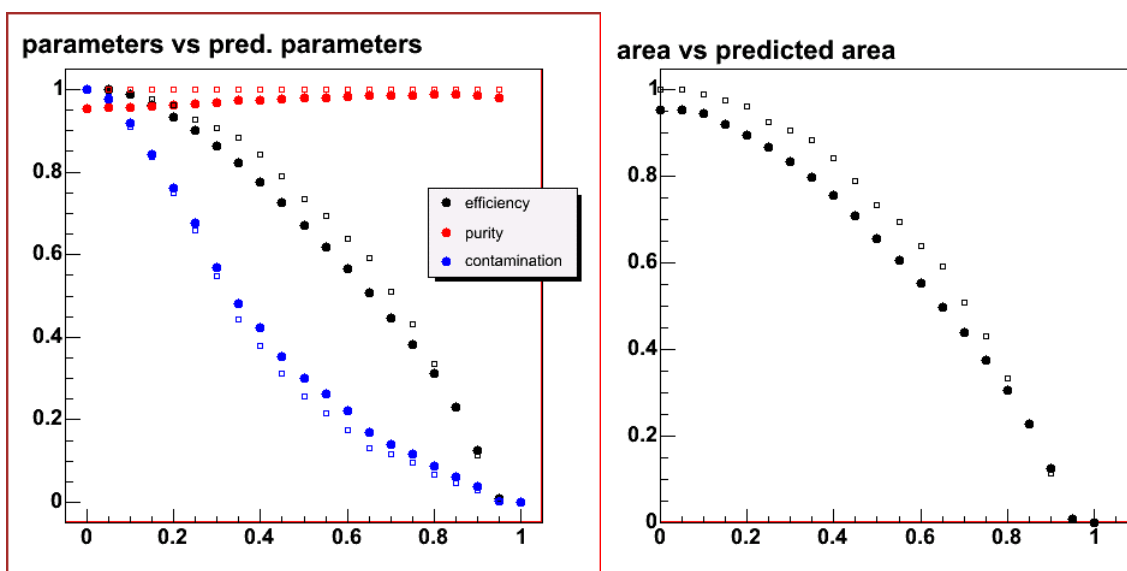 parameters vs pred. parameters
1
0.8
0.6
0.4
0.2
0
0 0.2 0.4 0.6 0.8 1
efficiency
purity
contamination
area vs predicted area
1
0.8
0.6
0.4
0.2
0
0 0.2 0.4 0.6 0.8 1